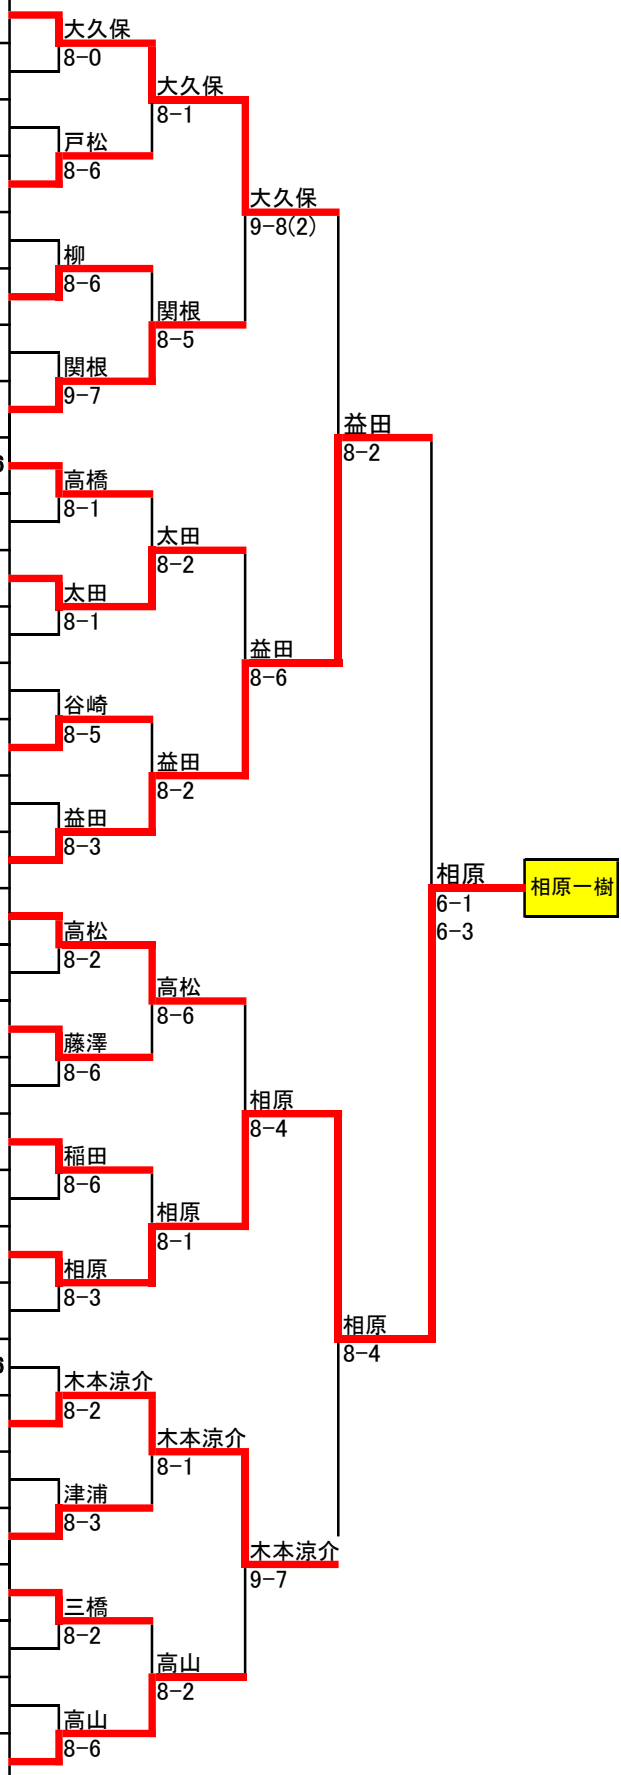 大久保
8-0
大久保
8-1
戸松
8-6
大久保
9-8(2)
柳
8-6
関根
8-5
関根
9-7
益田
8-2
高橋
8-1
太田
8-2
太田
8-1
益田
8-6
谷崎
8-5
益田
8-2
益田
8-3
相原
6-1
6-3
相原一樹
高松
8-2
高松
8-6
藤澤
8-6
相原
8-4
稲田
8-6
相原
8-1
相原
8-3
相原
8-4
木本涼介
8-2
木本涼介
8-1
津浦
8-3
木本涼介
9-7
三橋
8-2
高山
8-2
高山
8-6